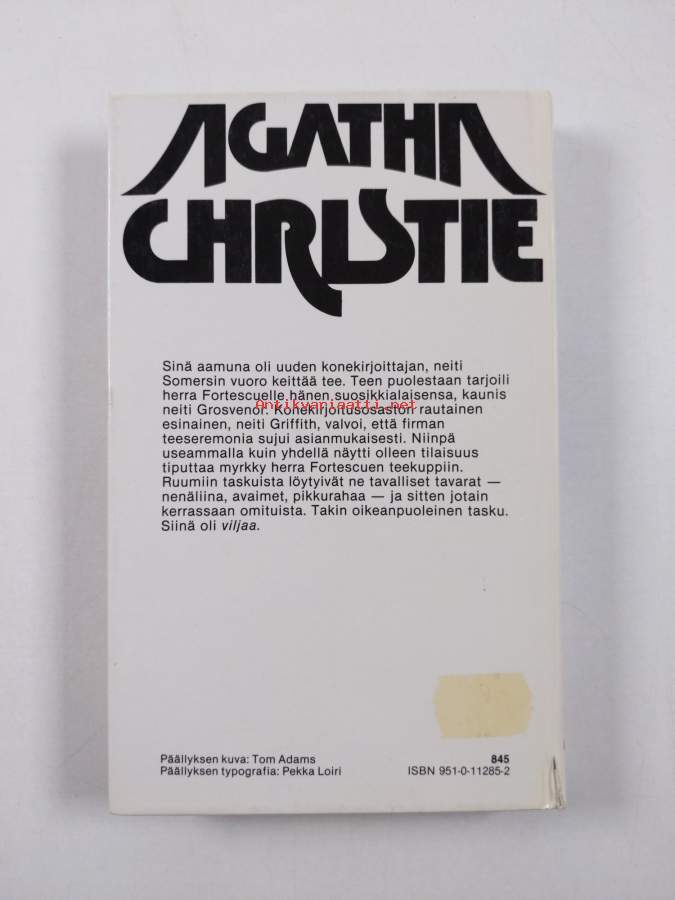 AGATHA
CHRISTIE
Sinä aamuna oli uuden konekirjoittajan, neiti
Somersin vuoro keittää tee. Teen puolestaan tarjoili
herra Fortescuelle hänen suosikkialaisensa, kaunis
Antikvariaatti.net
neiti Grosvenor. Konekirjoitusosaston rautainen
esinainen, neiti Griffith, valvoi, että firman
teeseremonia sujui asianmukaisesti. Niinpä
useammalla kuin yhdellä näytti olleen tilaisuus
tiputtaa myrkky herra Fortescuen teekuppiin.
Ruumiin taskuista löytyivät ne tavalliset tavarat —
nenäliina, avaimet, pikkurahaa — ja sitten jotain
kerrassaan omituista. Takin oikeanpuoleinen tasku.
Siinä oli viljaa.
Päällyksen kuva: Tom Adams
Päällyksen typografia: Pekka Loiri
845
ISBN 951-0-11285-2